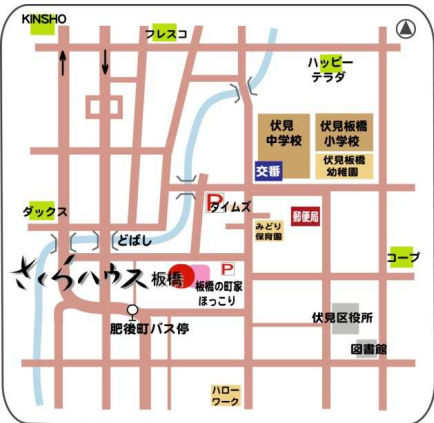 KINSHO
フレスコ
ハッピー
テラダ
伏見
中学校
伏見板橋
小学校
伏見板橋
幼稚園
交番
ダックス
P
タイムズ
郵便局
みどり
保育園
どばし
コープ
さくらハウス 板橋
P
板橋の町家
ほっこり
肥後町バス停
伏見区役所
図書館
ハロー
ワーク